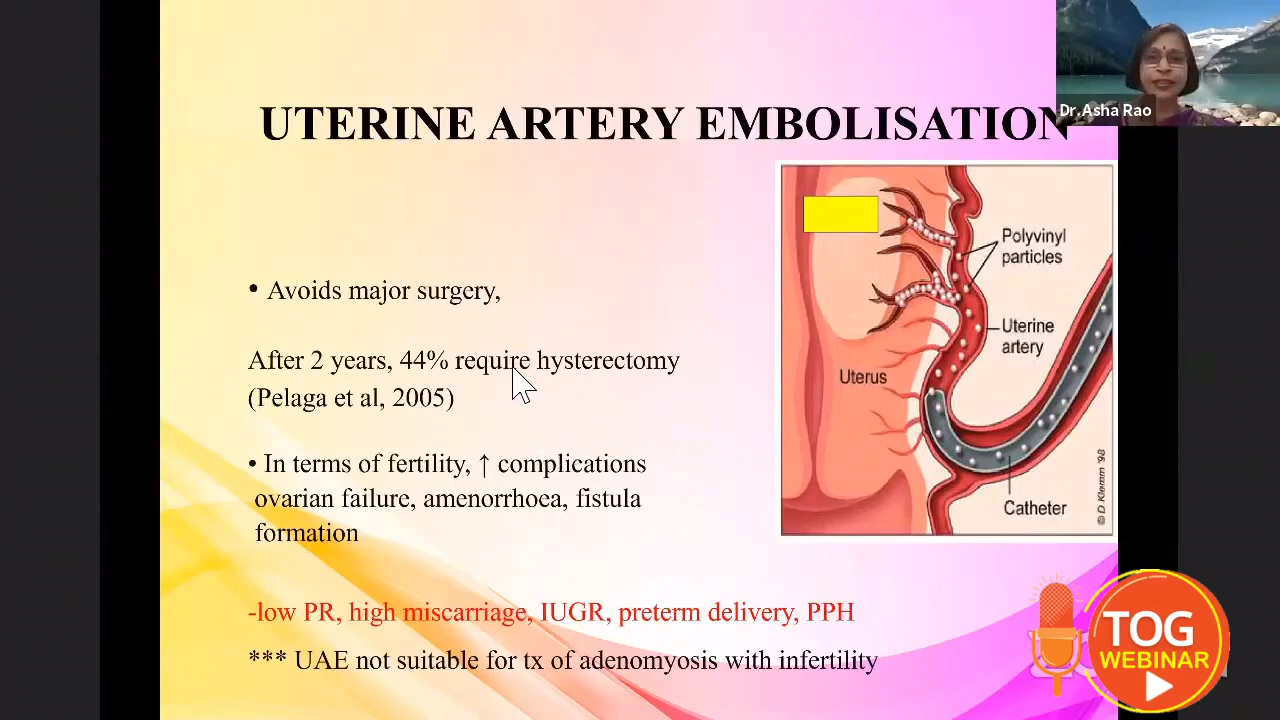 Dr.Asha Rao
UTERINE ARTERY EMBOLISATION
• Avoids major surgery,
After 2 years, 44% require hysterectomy
(Pelaga et al, 2005)
• In terms of fertility, ↑ complications
ovarian failure, amenorrhoea, fistula
formation
-low PR, high miscarriage, IUGR, preterm delivery, PPH
*** UAE not suitable for tx of adenomyosis with infertility
Polyvinyl
particles
Uterine
artery
Uterus
Catheter
© D Klemm '98
TOG
WEBINAR